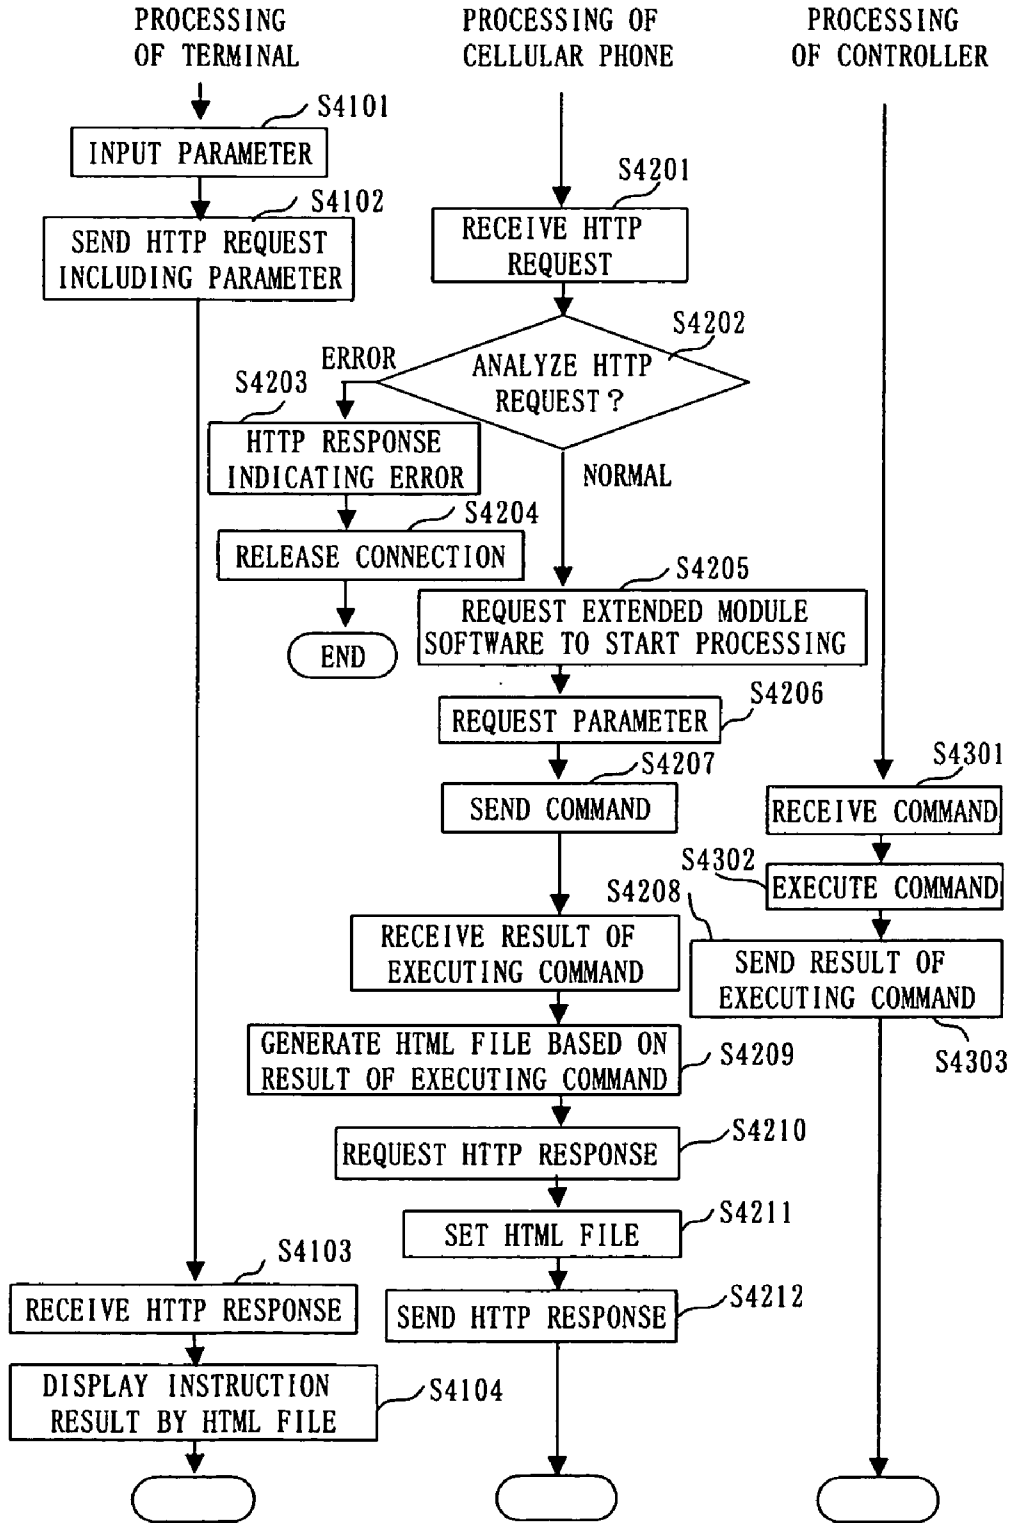 PROCESSING
OF TERMINAL
PROCESSING OF
CELLULAR PHONE
PROCESSING
OF CONTROLLER
S4101
INPUT PARAMETER
S4102
SEND HTTP REQUEST
INCLUDING PARAMETER
S4201
RECEIVE HTTP
REQUEST
S4202
ANALYZE HTTP
REQUEST?
ERROR
S4203
HTTP RESPONSE
INDICATING ERROR
NORMAL
S4204
RELEASE CONNECTION
END
S4205
REQUEST EXTENDED MODULE
SOFTWARE TO START PROCESSING
S4206
REQUEST PARAMETER
S4207
SEND COMMAND
S4301
RECEIVE COMMAND
S4302
EXECUTE COMMAND
S4208
RECEIVE RESULT OF
EXECUTING COMMAND
SEND RESULT OF
EXECUTING COMMAND
S4303
GENERATE HTML FILE BASED ON
RESULT OF EXECUTING COMMAND
S4209
S4210
REQUEST HTTP RESPONSE
S4211
SET HTML FILE
S4103
RECEIVE HTTP RESPONSE
S4212
SEND HTTP RESPONSE
DISPLAY INSTRUCTION
RESULT BY HTML FILE
S4104